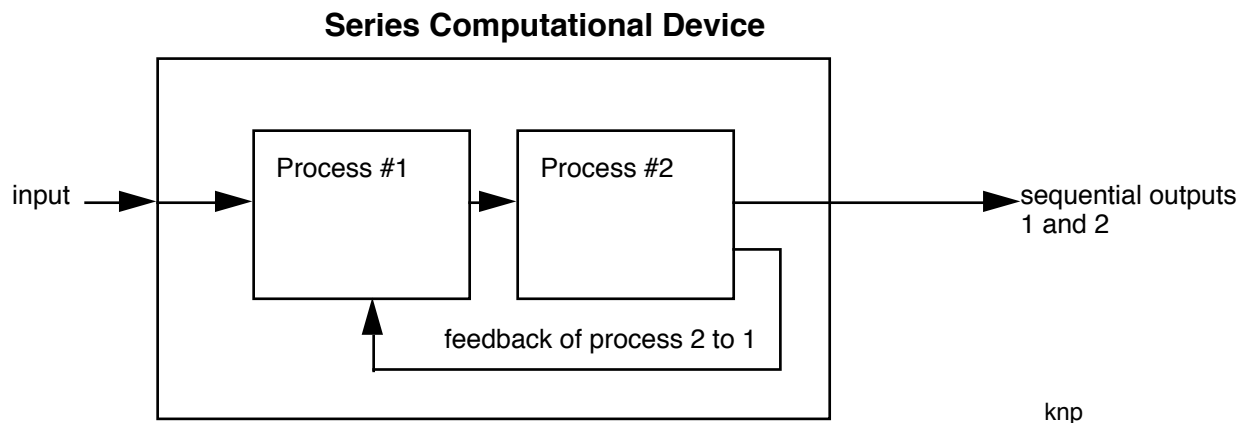 Series Computational Device
Process #1
Process #2
input
sequential outputs
1 and 2
feedback of process 2 to 1
knp